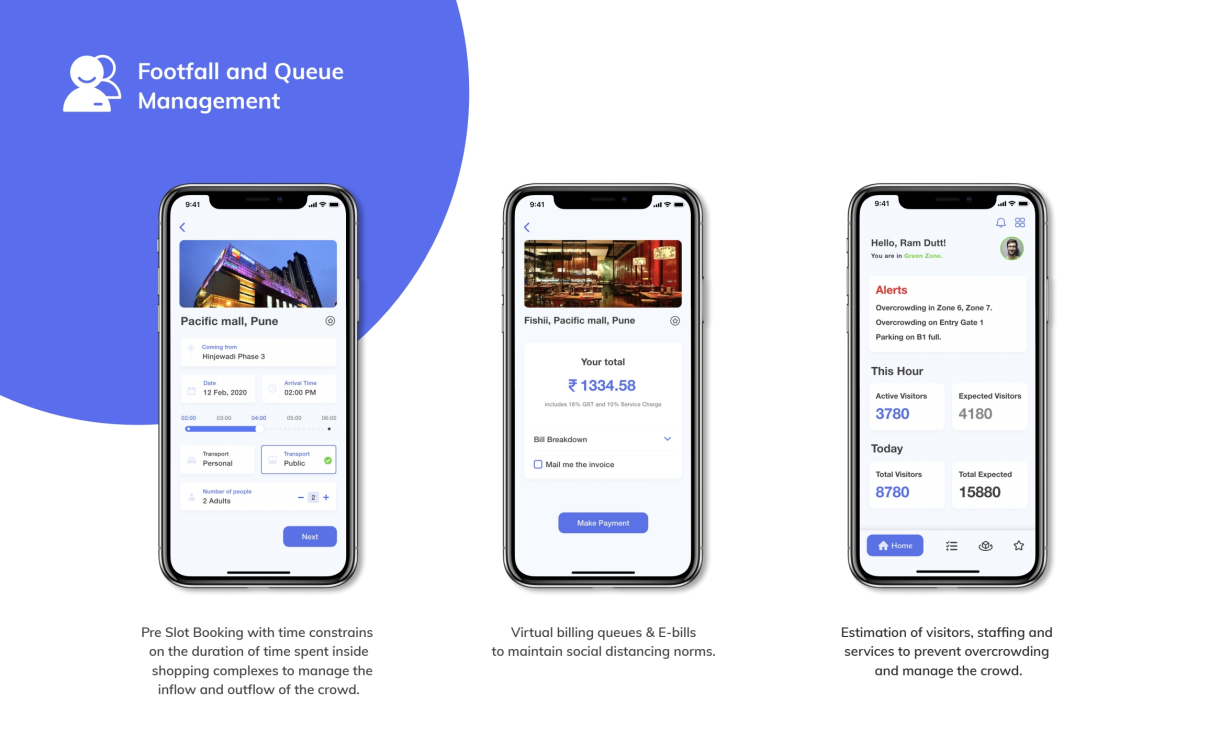 Footfall and Queue
Management
9:41
Pacific mall, Pune
Coming from
Hinjewadi Phase 3
Date
12 Feb, 2020
Arrival Time
02:00 PM
02:00 03:00 04:00 05:00 06:00
Transport
Personal
Transport
Public
Number of people
2 Adults
2
Next
Pre Slot Booking with time constrains
on the duration of time spent inside
shopping complexes to manage the
inflow and outflow of the crowd.
9:41
Fishii, Pacific mall, Pune
Your total
₹ 1334.58
includes 18% GST and 10% Service Charge
Bill Breakdown
Mail me the invoice
Make Payment
Virtual billing queues & E-bills
to maintain social distancing norms.
9:41
Hello, Ram Dutt!
You are in Green Zone.
Alerts
Overcrowding in Zone 6, Zone 7.
Overcrowding on Entry Gate 1
Parking on B1 full.
This Hour
Active Visitors
3780
Expected Visitors
4180
Today
Total Visitors
8780
Total Expected
15880
Home
Estimation of visitors, staffing and
services to prevent overcrowding
and manage the crowd.